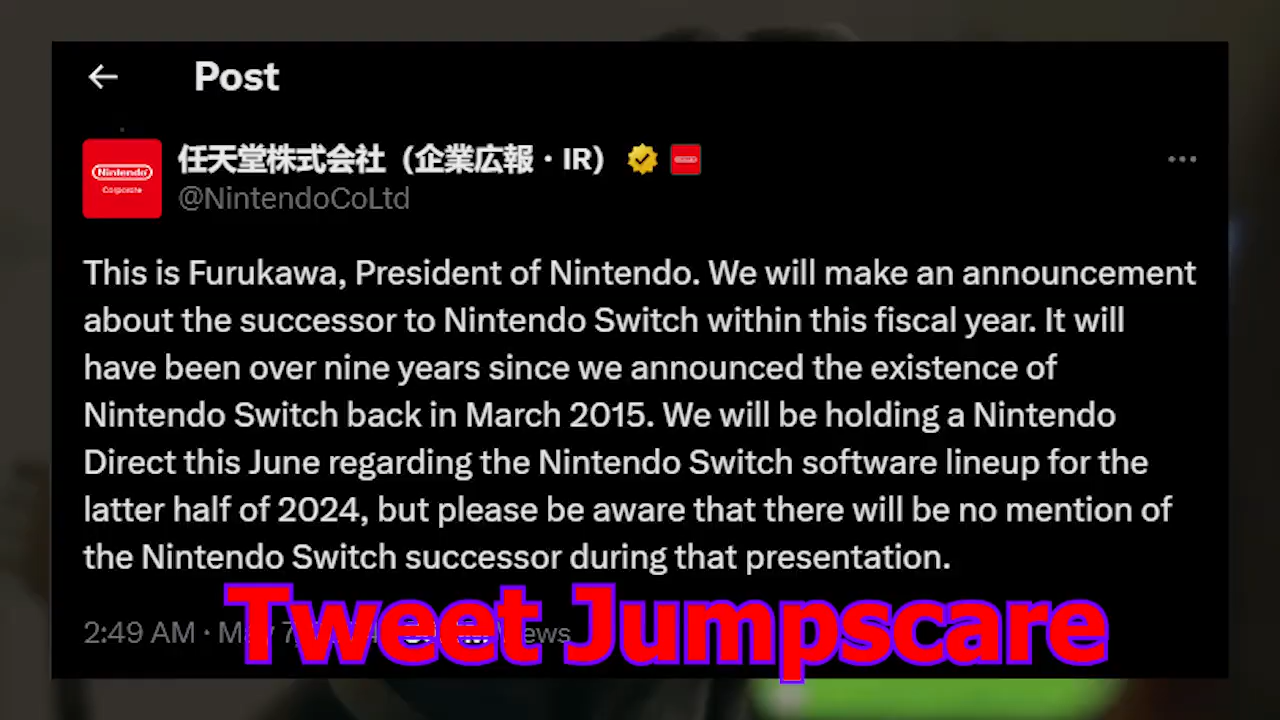 Post
Nintendo
Corporate
任天堂株式会社（企業広報・IR）
@NintendoCoLtd
This is Furukawa, President of Nintendo. We will make an announcement
about the successor to Nintendo Switch within this fiscal year. It will
have been over nine years since we announced the existence of
Nintendo Switch back in March 2015. We will be holding a Nintendo
Direct this June regarding the Nintendo Switch software lineup for the
latter half of 2024, but please be aware that there will be no mention of
the Nintendo Switch successor during that presentation.
2:49 AM ·
Tweet Jumpscare